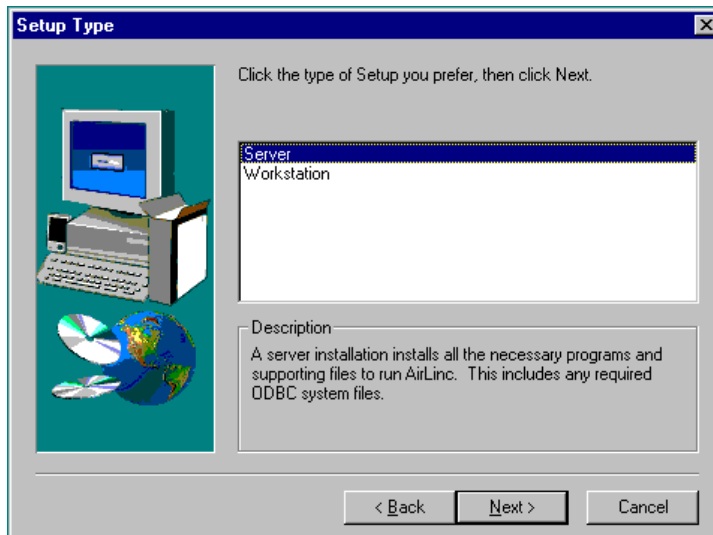 Setup Type
Click the type of Setup you prefer, then click Next.
Server
Workstation
Description
A server installation installs all the necessary programs and
supporting files to run AirLinc. This includes any required
ODBC system files.
< Back
Next >
Cancel